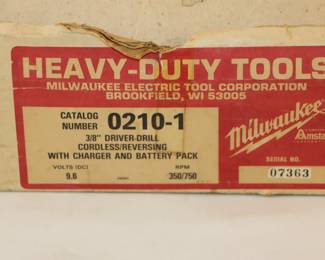 HEAVY-DUTY TOOLS
MILWAUKEE ELECTRIC TOOL CORPORATION
BROOKFIELD, WI 53005
CATALOG NUMBER 0210-1
3/8" DRIVER-DRILL
CORDLESS/REVERSING
WITH CHARGER AND BATTERY PACK
VOLTS (DC) RPM
9.6 350/750
Milwaukee
Amsta
SERIAL NO.
07363